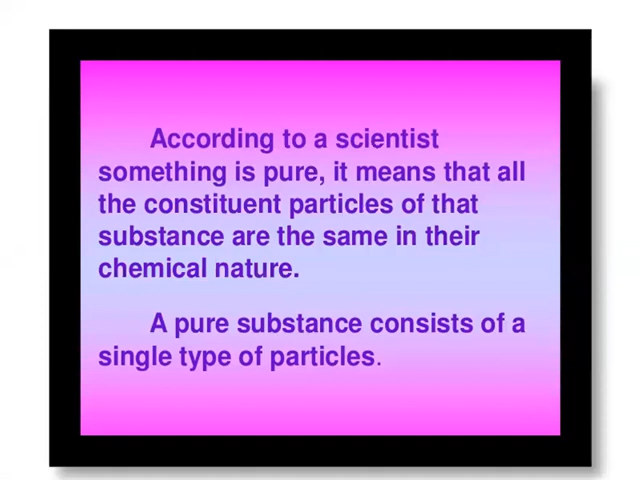 According to a scientist
something is pure, it means that all
the constituent particles of that
substance are the same in their
chemical nature.
A pure substance consists of a
single type of particles.